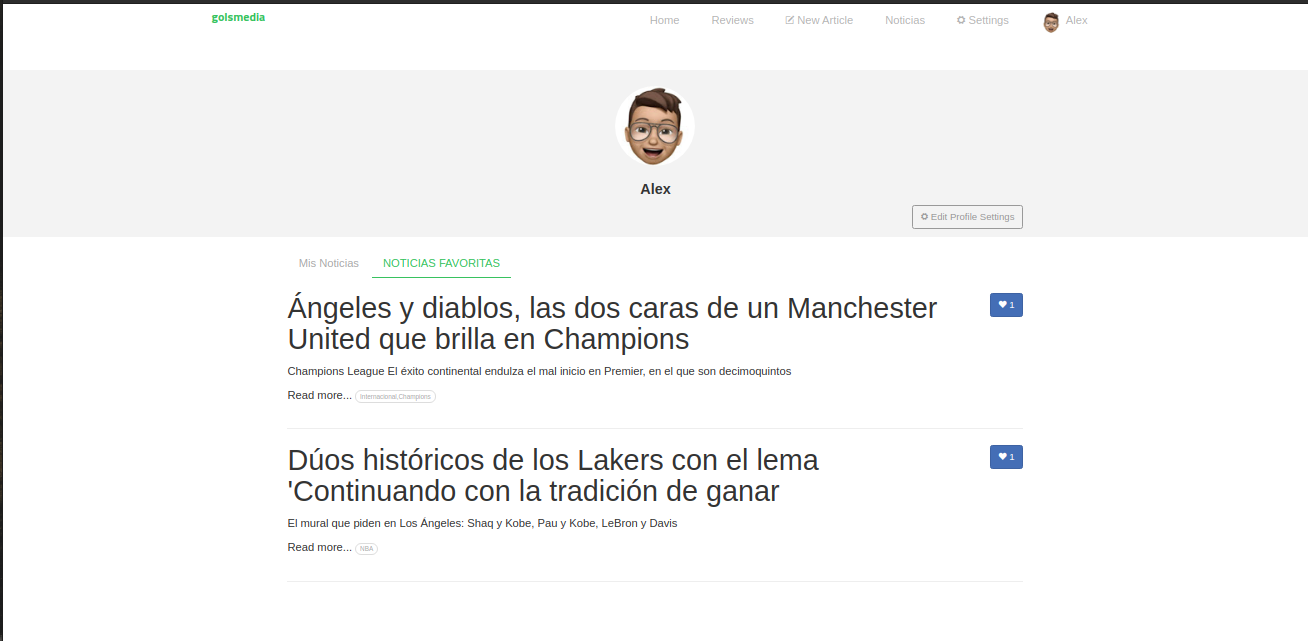 golsmedia
Home Reviews New Article Noticias Settings Alex
Alex
Edit Profile Settings
Mis Noticias NOTICIAS FAVORITAS
Ángeles y diablos, las dos caras de un Manchester
United que brilla en Champions
1
Champions League El éxito continental endulza el mal inicio en Premier, en el que son decimoquintos
Read more... Internacional,Champions
Dúos históricos de los Lakers con el lema
'Continuando con la tradición de ganar
1
El mural que piden en Los Ángeles: Shaq y Kobe, Pau y Kobe, LeBron y Davis
Read more... NBA